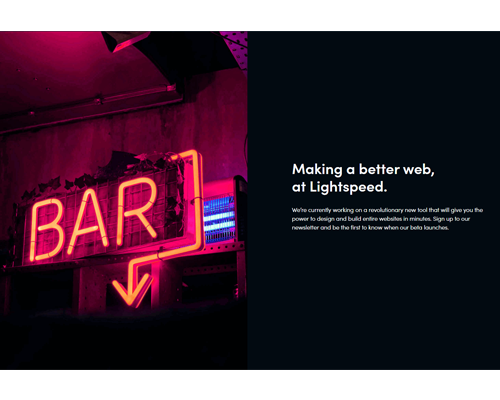 BAR
Making a better web,
at Lightspeed.
We're currently working on a revolutionary new tool that will give you the
power to design and build entire websites in minutes. Sign up to our
newsletter and be the first to know when our beta launches.